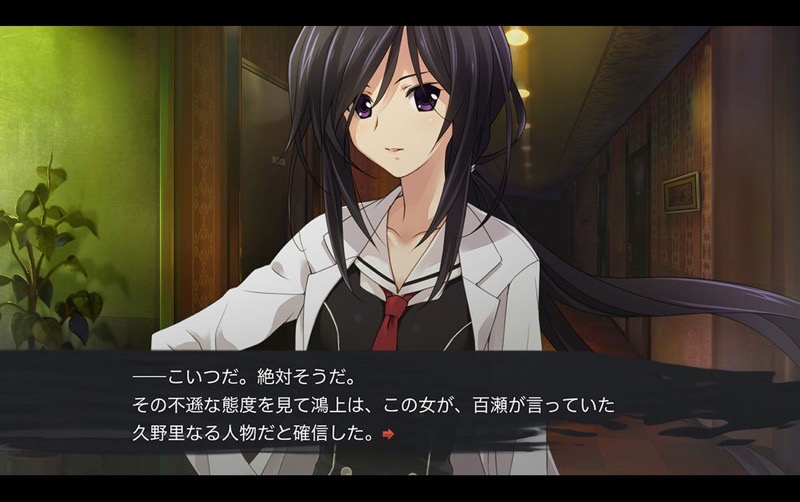 ――こいつだ。絶対そうだ。
その不遜な態度を見て鴻上は、この女が、百瀬が言っていた
久野里なる人物だと確信した。